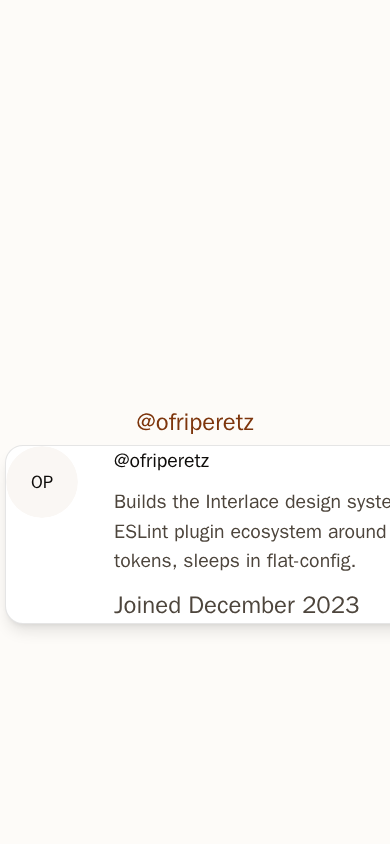 @ofriperetz
OP
@ofriperetz
Builds the Interlace design syste
ESLint plugin ecosystem around
tokens, sleeps in flat-config.
Joined December 2023